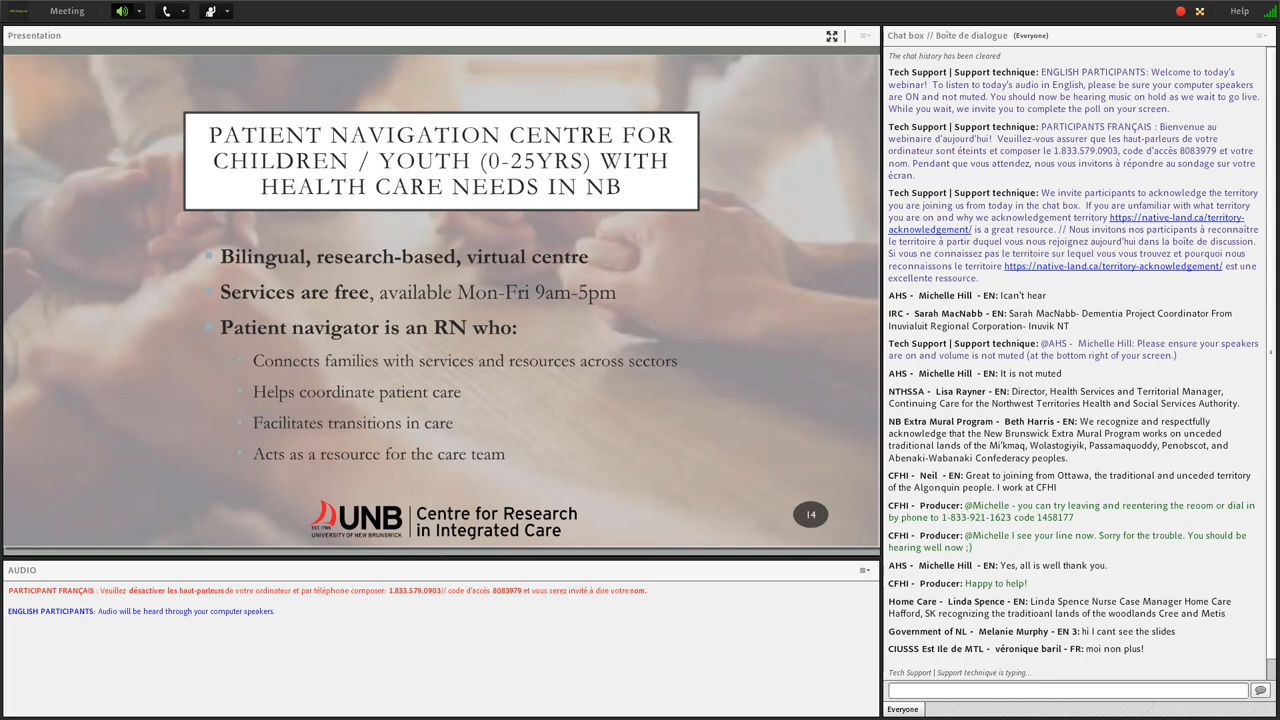 Meeting
Help
Presentation
PATIENT NAVIGATION CENTRE FOR
CHILDREN / YOUTH (0-25YRS) WITH
HEALTH CARE NEEDS IN NB
Bilingual, research-based, virtual centre
Services are free, available Mon-Fri 9am-5pm
Patient navigator is an RN who:
Connects families with services and resources across sectors
Helps coordinate patient care
Facilitates transitions in care
Acts as a resource for the care team
EST. 1785
UNB
UNIVERSITY OF NEW BRUNSWICK
Centre for Research
in Integrated Care
14
AUDIO
PARTICIPANT FRANÇAIS : Veuillez désactiver les haut-parleurs de votre ordinateur et par téléphone composer: 1.833.579.0903// code d'accès 8083979 et vous serez invité à dire votre nom.
ENGLISH PARTICIPANTS: Audio will be heard through your computer speakers.
Chat box // Boîte de dialogue (Everyone)
The chat history has been cleared
Tech Support | Support technique: ENGLISH PARTICIPANTS: Welcome to today's
webinar! To listen to today's audio in English, please be sure your computer speakers
are ON and not muted. You should now be hearing music on hold as we wait to go live.
While you wait, we invite you to complete the poll on your screen.
Tech Support | Support technique: PARTICIPANTS FRANÇAIS : Bienvenue au
webinaire d'aujourd'hui! Veuillez-vous assurer que les haut-parleurs de votre
ordinateur sont éteints et composer le 1.833.579.0903, code d'accès 8083979 et votre
nom. Pendant que vous attendez, nous vous invitons à répondre au sondage sur votre
écran.
Tech Support | Support technique: We invite participants to acknowledge the territory
you are joining us from today in the chat box. If you are unfamiliar with what territory
you are on and why we acknowledgement territory https://native-land.ca/territory-
acknowledgement/ is a great resource. // Nous invitons nos participants à reconnaître
le territoire à partir duquel vous nous rejoignez aujourd'hui dans la boîte de discussion.
Si vous ne connaissez pas le territoire sur lequel vous vous trouvez et pourquoi nous
reconnaissons le territoire https://native-land.ca/territory-acknowledgement/ est une
excellente ressource.
AHS - Michelle Hill - EN: Ican't hear
IRC - Sarah MacNabb - EN: Sarah MacNabb- Dementia Project Coordinator From
Inuvialuit Regional Corporation- Inuvik NT
Tech Support | Support technique: @AHS - Michelle Hill: Please ensure your speakers
are on and volume is not muted (at the bottom right of your screen.)
AHS - Michelle Hill - EN: It is not muted
NTHSSA - Lisa Rayner - EN: Director, Health Services and Territorial Manager,
Continuing Care for the Northwest Territories Health and Social Services Authority.
NB Extra Mural Program - Beth Harris - EN: We recognize and respectfully
acknowledge that the New Brunswick Extra Mural Program works on unceded
traditional lands of the Mi'kmaq, Wolastogiyik, Passamaquoddy, Penobscot, and
Abenaki-Wabanaki Confederacy peoples.
CFHI - Neil - EN: Great to joining from Ottawa, the traditional and unceded territory
of the Algonquin people. I work at CFHI
CFHI - Producer: @Michelle - you can try leaving and reentering the reoom or dial in
by phone to 1-833-921-1623 code 1458177
CFHI - Producer: @Michelle I see your line now. Sorry for the trouble. You should be
hearing well now ;)
AHS - Michelle Hill - EN: Yes, all is well thank you.
CFHI - Producer: Happy to help!
Home Care - Linda Spence - EN: Linda Spence Nurse Case Manager Home Care
Hafford, SK recognizing the traditioanl lands of the woodlands Cree and Metis
Government of NL - Melanie Murphy - EN 3: hi I cant see the slides
CIUSSS Est Ile de MTL - véronique baril - FR: moi non plus!
Tech Support | Support technique is typing...
Everyone